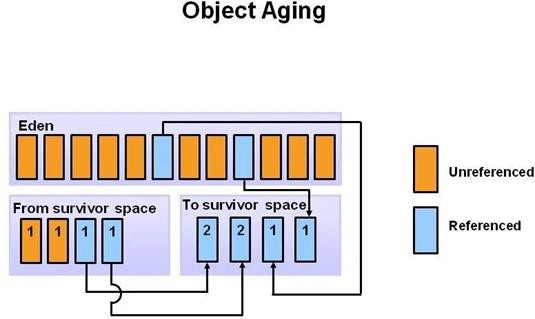 Object Aging
Eden
Unreferenced
From survivor space
To survivor space
1 1 1 1
2 2 1 1
Referenced